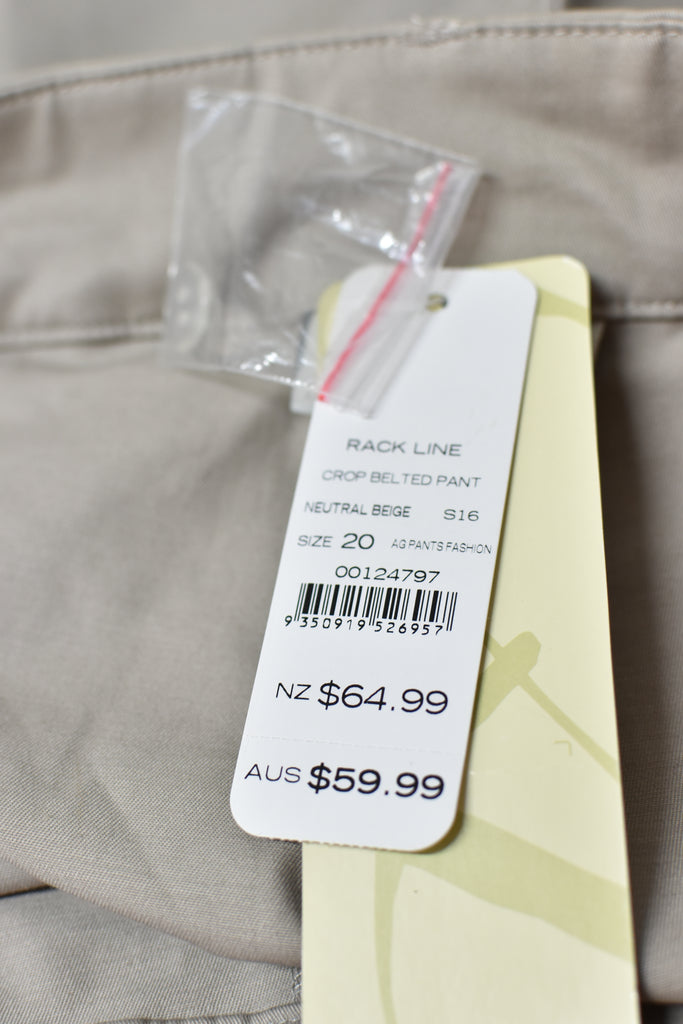 RACK LINE
CROP BELTED PANT
NEUTRAL BEIGE S16
SIZE 20 AG PANTS FASHION
00124797
9 350919 526957
NZ $64.99
AUS $59.99